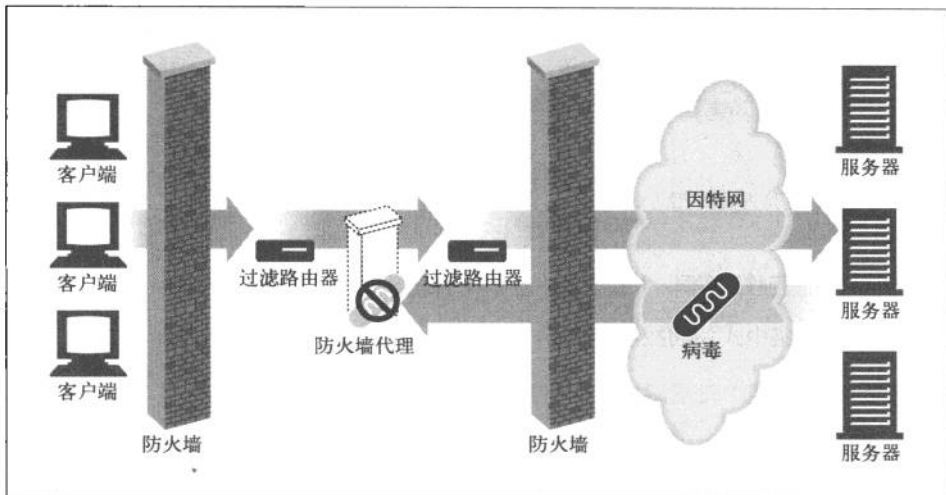 客户端
客户端
客户端
防火墙
过滤路由器
防火墙代理
过滤路由器
防火墙
因特网
病毒
服务器
服务器
服务器